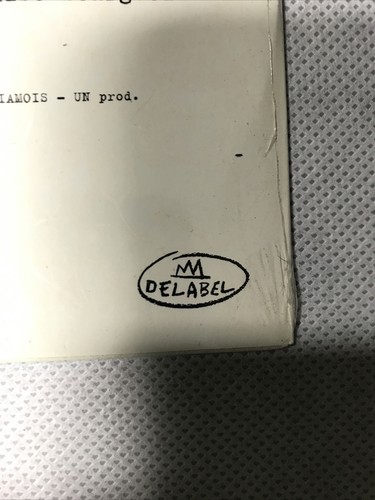 IAMOIS - UN prod.
DELABEL